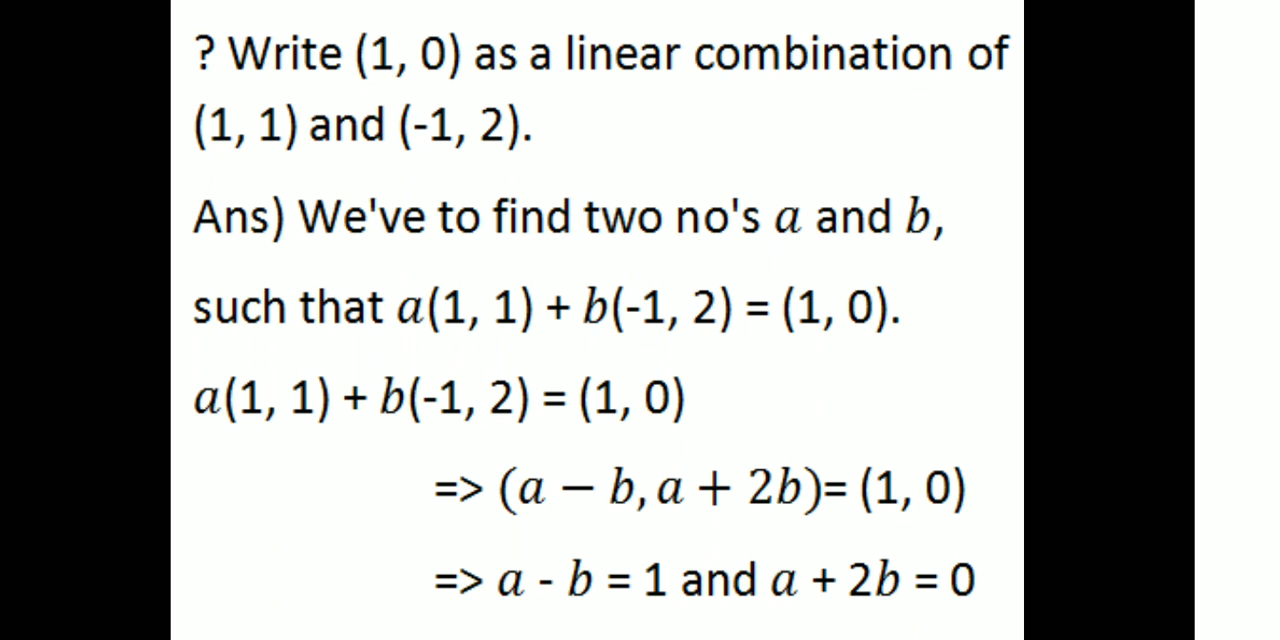 ? Write (1, 0) as a linear combination of
(1, 1) and (-1, 2).
Ans) We've to find two no's a and b,
such that a(1, 1) + b(-1, 2) = (1, 0).
a(1, 1) + b(-1, 2) = (1, 0)
=> (a − b, a + 2b)= (1, 0)
=> a - b = 1 and a + 2b = 0